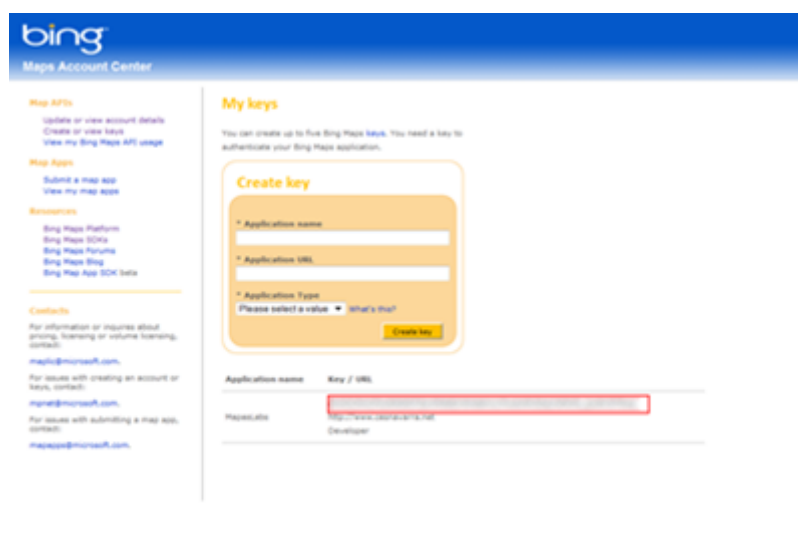 bing
Maps Account Center
Map APIs
Update or view account details
Create or view keys
View my Bing Maps API usage
Map Apps
Submit a map app
View my map apps
Resources
Bing Maps Platform
Bing Maps SDKs
Bing Maps Forums
Bing Maps Blog
Bing Map App SDK beta
Contacts
For information or inquiries about
pricing, licensing or volume licensing,
contact:
maplic@microsoft.com.
For issues with creating an account or
keys, contact:
mpnet@microsoft.com.
For issues with submitting a map app,
contact:
mapapps@microsoft.com.
My keys
You can create up to five Bing Maps keys. You need a key to
authenticate your Bing Maps application.
Create key
* Application name
* Application URL
* Application Type
Please select a value What's this?
Create key
Application name Key / URL
MapasLabs
Developer